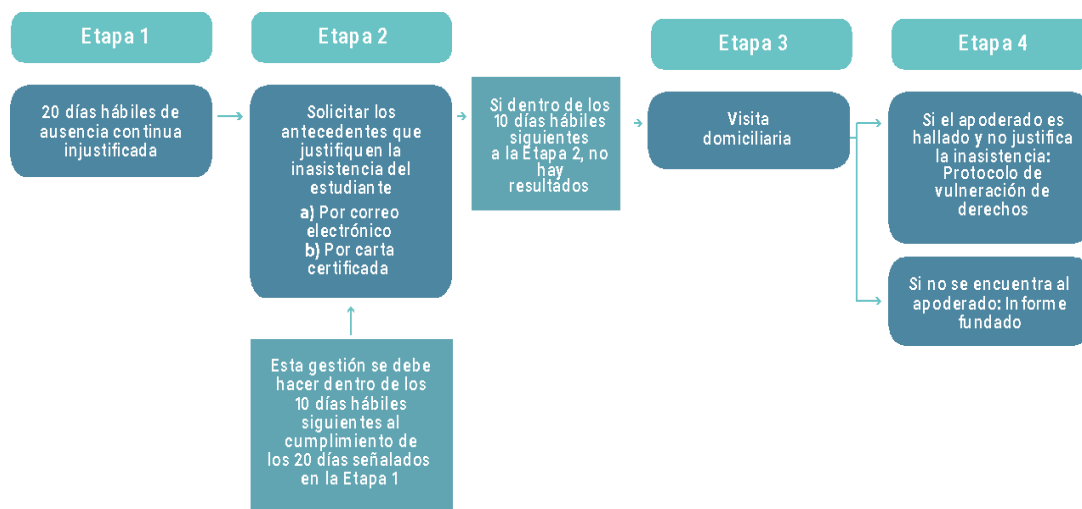 Etapa 1
20 días hábiles de
ausencia continua
injustificada
Etapa 2
Solicitar los
antecedentes que
justifiquen la
inasistencia del
estudiante
a) Por correo
electrónico
b) Por carta
certificada
Esta gestión se debe
hacer dentro de los
10 días hábiles
siguientes al
cumplimiento de
los 20 días señalados
en la Etapa 1
Si dentro de los
10 días hábiles
siguientes
a la Etapa 2, no
hay
resultados
Etapa 3
Visita
domiciliaria
Etapa 4
Si el apoderado es
hallado y no justifica
la inasistencia:
Protocolo de
vulneración de
derechos
Si no se encuentra al
apoderado: Informe
fundado